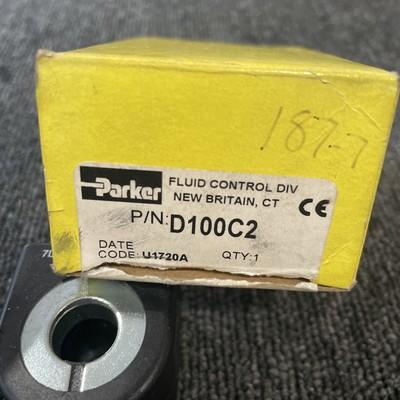 187-7
Parker
FLUID CONTROL DIV
NEW BRITAIN, CT
CE
P/N: D100C2
DATE
CODE: U1720A QTY:1